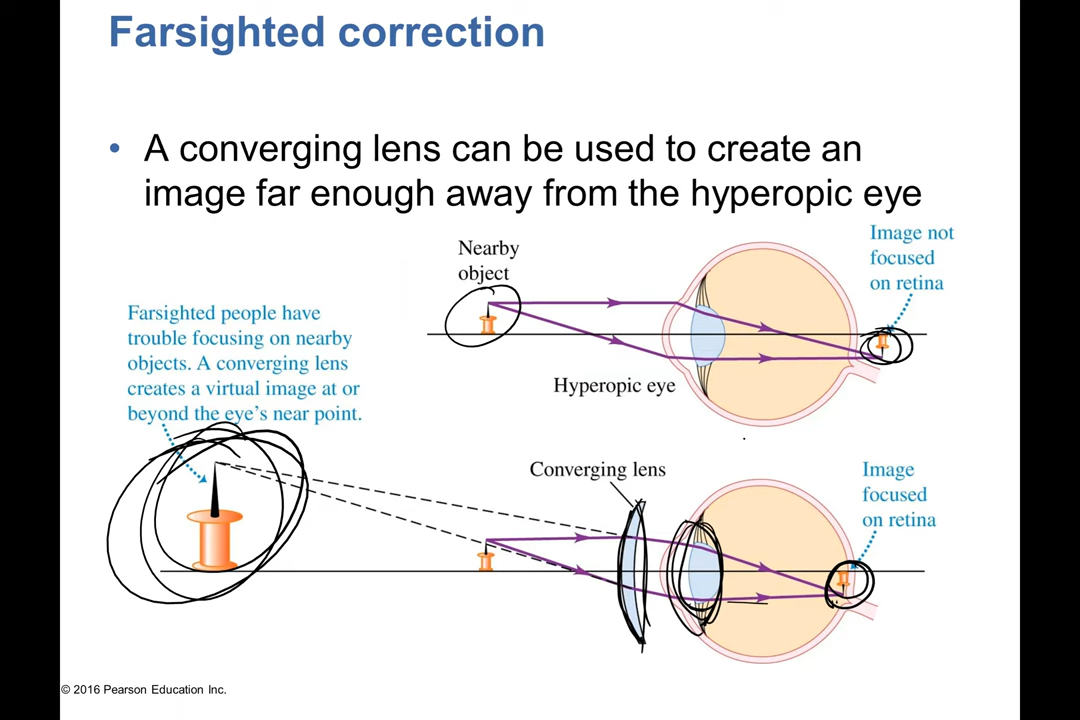 Farsighted correction
• A converging lens can be used to create an
image far enough away from the hyperopic eye
Nearby
object
Image not
focused
on retina
Farsighted people have
trouble focusing on nearby
objects. A converging lens
creates a virtual image at or
beyond the eye's near point.
Hyperopic eye
Converging lens
Image
focused
on retina
© 2016 Pearson Education Inc.